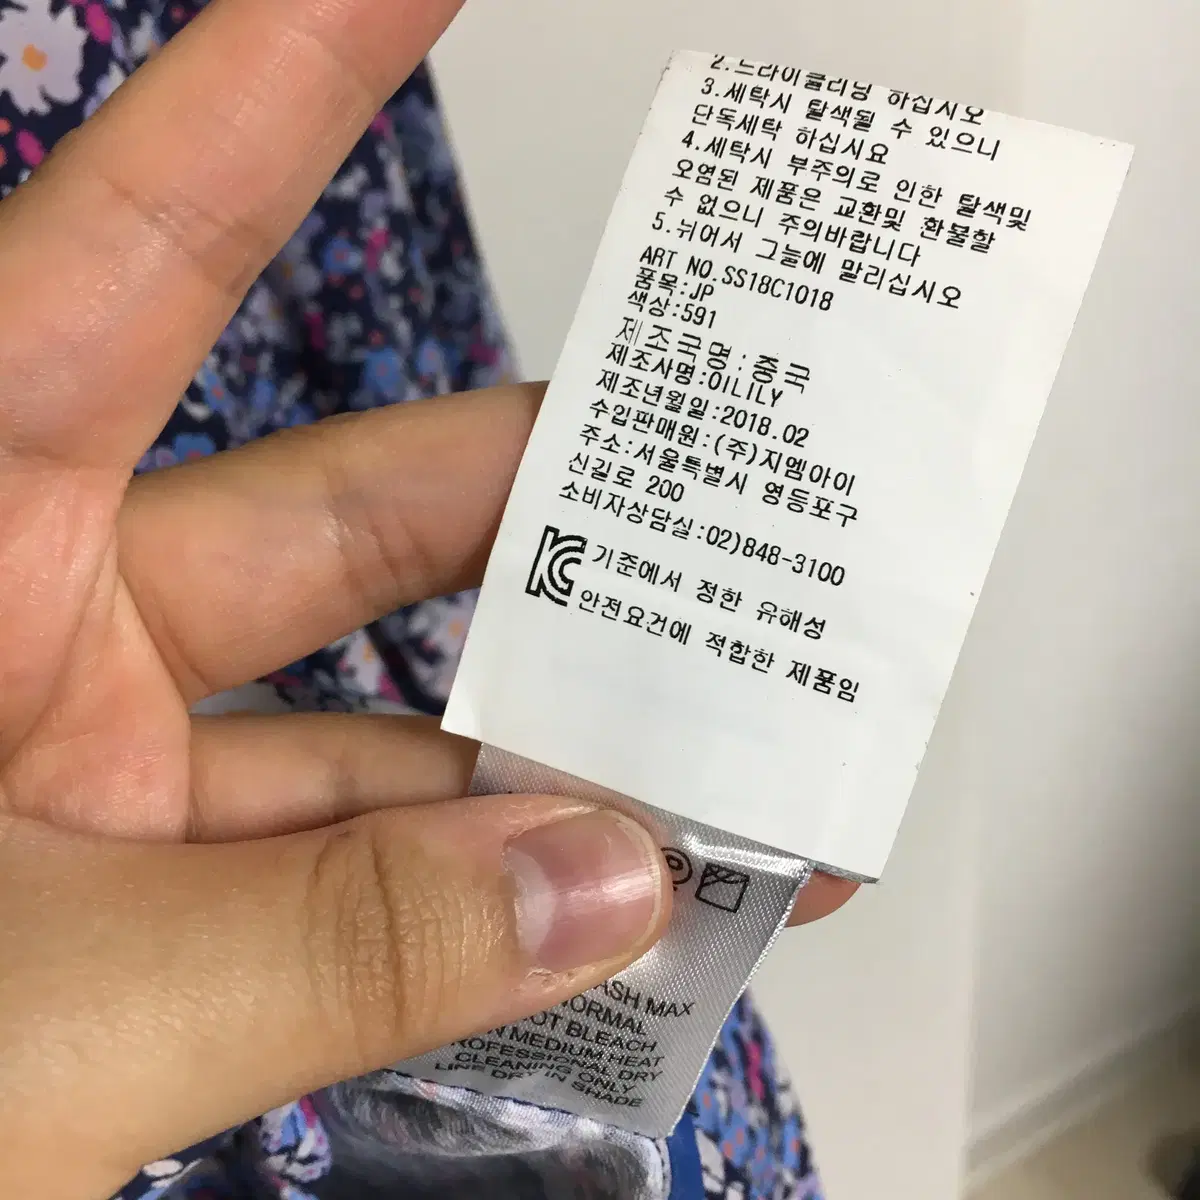 2.드라이클리닝 하십시오
3.세탁시 탈색될 수 있으니
단독세탁 하십시요
4.세탁시 부주의로 인한 탈색및
오염된 제품은 교환및 환불할
수 없으니 주의바랍니다
5.뉘어서 그늘에 말리십시오
ART NO.SS18C1018
품목:JP
색상:591
제조국명:중국
제조사명:OILILY
제조년월일:2018.02
수입판매원:(주)지엠아이
주소:서울특별시 영등포구
신길로 200
소비자상담실:02)848-3100
KC 기준에서 정한 유해성
안전요건에 적합한 제품임
ASH MAX
NORMAL
OT BLEACH
N MEDIUM HEAT
ROFESSIONAL DRY
CLEANING ONLY
LINE DRY IN SHADE